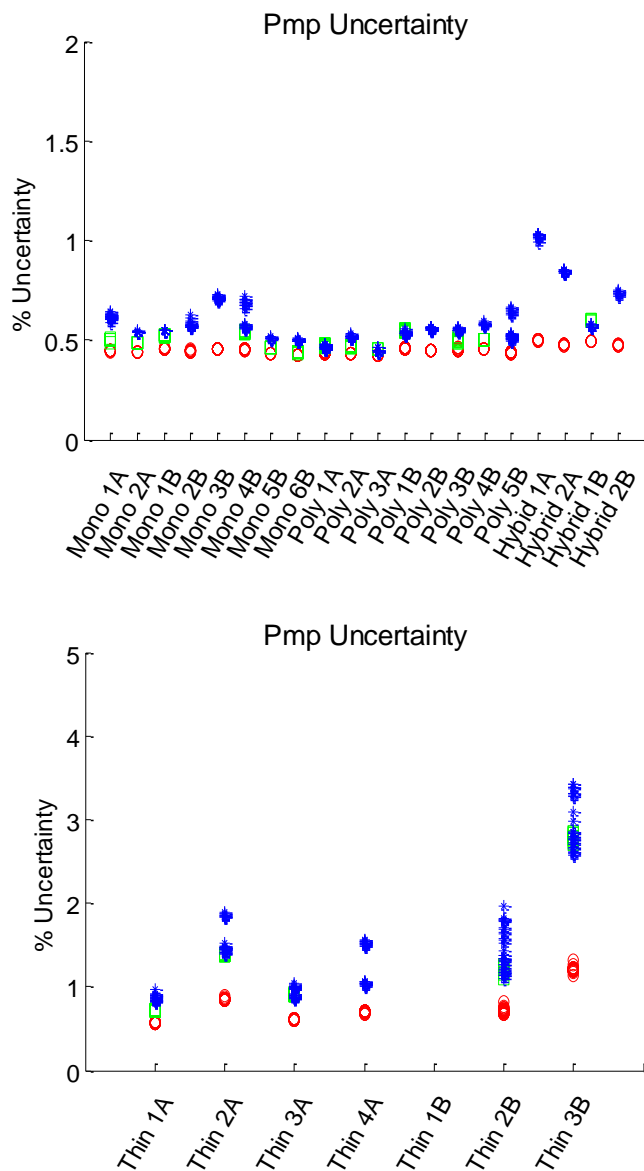 Pmp Uncertainty
2
1.5
1
0.5
0
% Uncertainty
Mono 1A
Mono 2A
Mono 1B
Mono 2B
Mono 3B
Mono 4B
Mono 5B
Mono 6B
Poly 1A
Poly 2A
Poly 3A
Poly 1B
Poly 2B
Poly 3B
Poly 4B
Poly 5B
Hybrid 1A
Hybrid 2A
Hybrid 1B
Hybrid 2B
Pmp Uncertainty
5
4
3
2
1
0
% Uncertainty
Thin 1A
Thin 2A
Thin 3A
Thin 4A
Thin 1B
Thin 2B
Thin 3B